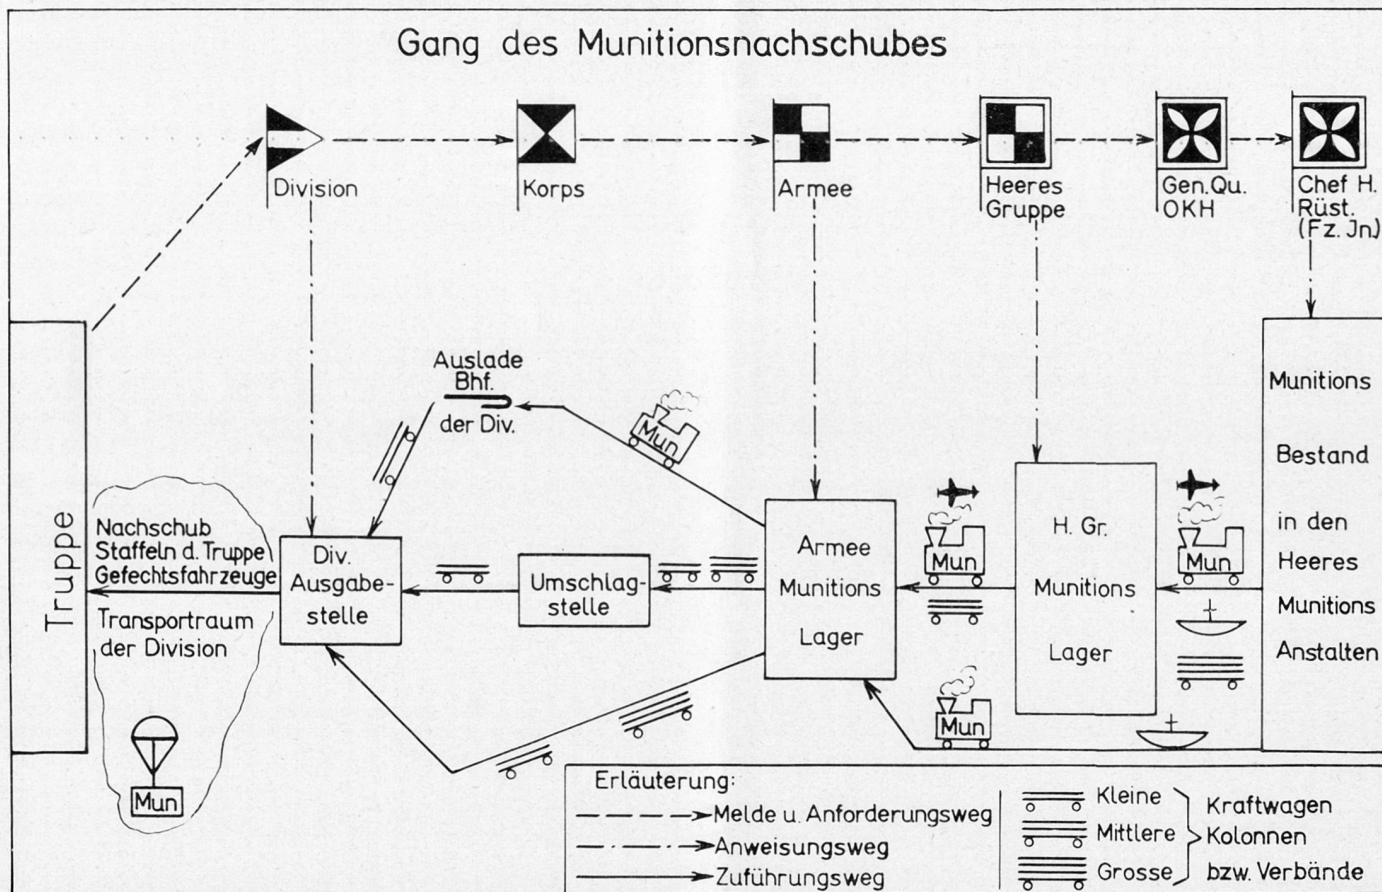 Gang des Munitionsnachschubes
Division
Korps
Armee
Heeres
Gruppe
Gen.Qu.
OKH
Chef H.
Rüst.
(Fz. Jn)
Truppe
Auslade
Bhf.
der Div.
Mun
Nachschub
Staffeln d. Truppe
Gefechtsfahrzeuge
Transportraum
der Division
Mun
Div.
Ausgabe-
stelle
Umschlag-
stelle
Armee
Munitions
Lager
Mun
Mun
H. Gr.
Munitions
Lager
Mun
Munitions
Bestand
in den
Heeres
Munitions
Anstalten
Erläuterung:
Melde u. Anforderungsweg
Anweisungsweg
Zuführungsweg
Kleine
Mittlere
Grosse
Kraftwagen
Kolonnen
bzw. Verbände